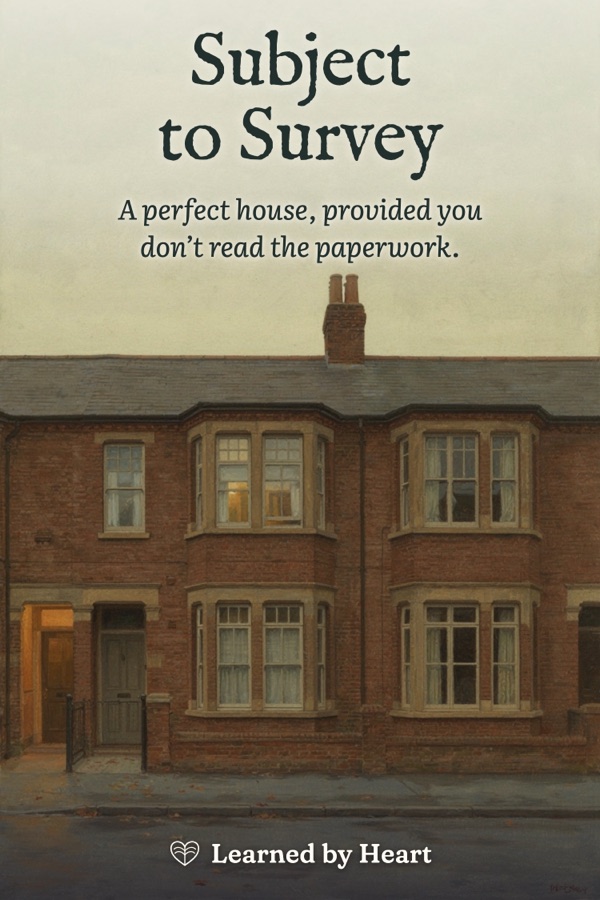 Subject
to Survey
A perfect house, provided you
don’t read the paperwork.
Learned by Heart